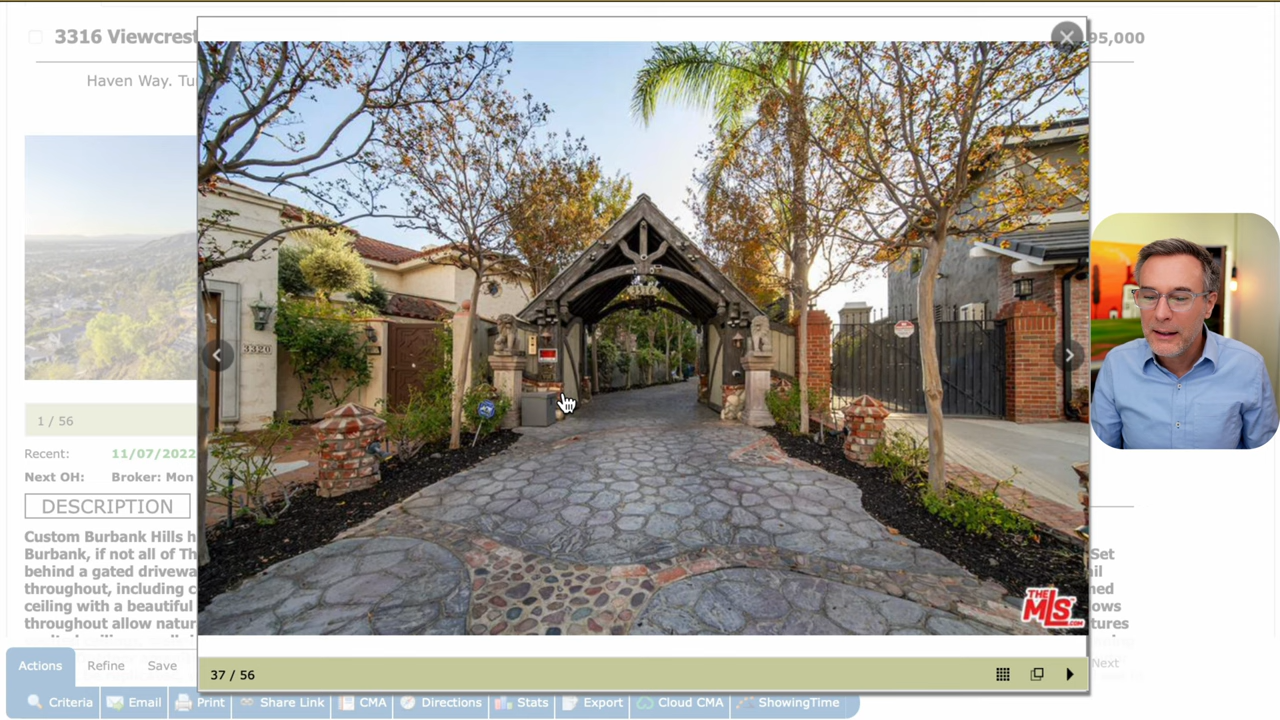 3316 Viewcrest
95,000
Haven Way. Tu
3320
THE
MLS
.COM
1 / 56
Recent: 11/07/2022
Next OH: Broker: Mon
DESCRIPTION
Custom Burbank Hills h
Burbank, if not all of Th
behind a gated drivewa
throughout, including c
ceiling with a beautiful
throughout allow natur
Set
ail
ned
ows
tures
37 / 56
Actions Refine Save
Next
Criteria Email Print Share Link CMA Directions Stats Export Cloud CMA ShowingTime